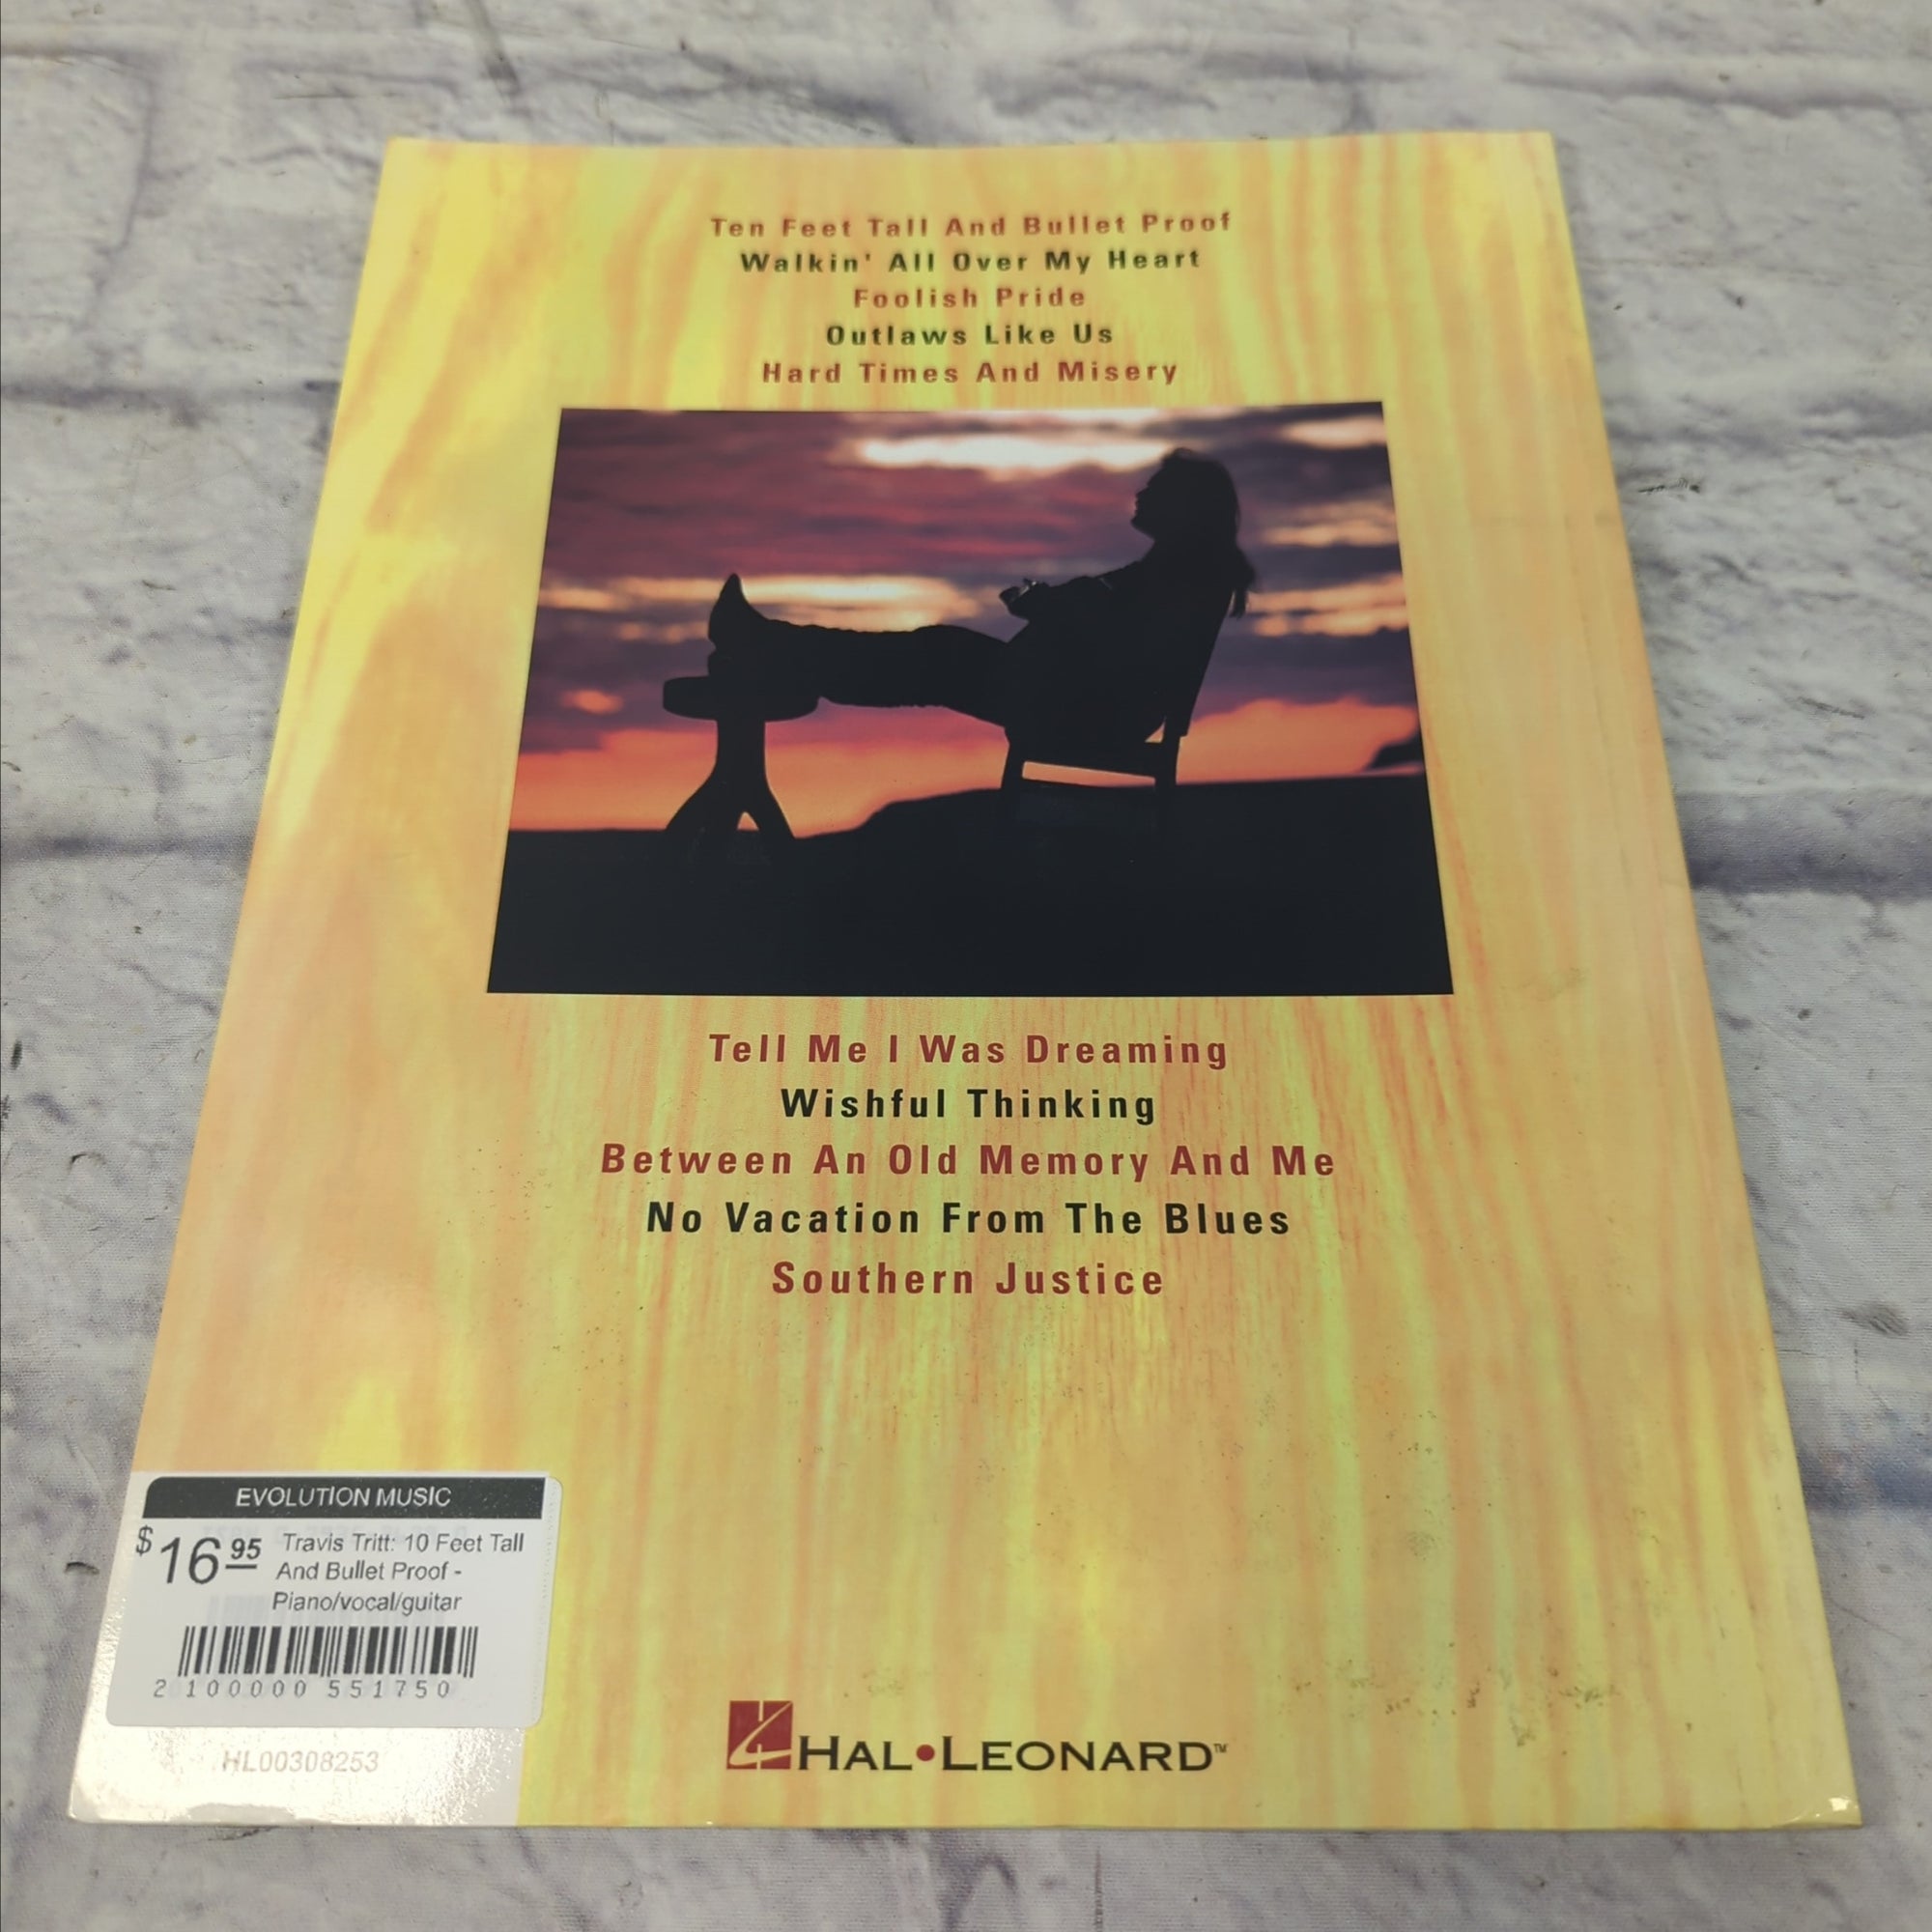 Ten Feet Tall And Bullet Proof
Walkin' All Over My Heart
Foolish Pride
Outlaws Like Us
Hard Times And Misery
Tell Me I Was Dreaming
Wishful Thinking
Between An Old Memory And Me
No Vacation From The Blues
Southern Justice
EVOLUTION MUSIC
$16.95
Travis Tritt: 10 Feet Tall
And Bullet Proof -
Piano/vocal/guitar
2 100000 551750
HL00308253
HAL•LEONARD™